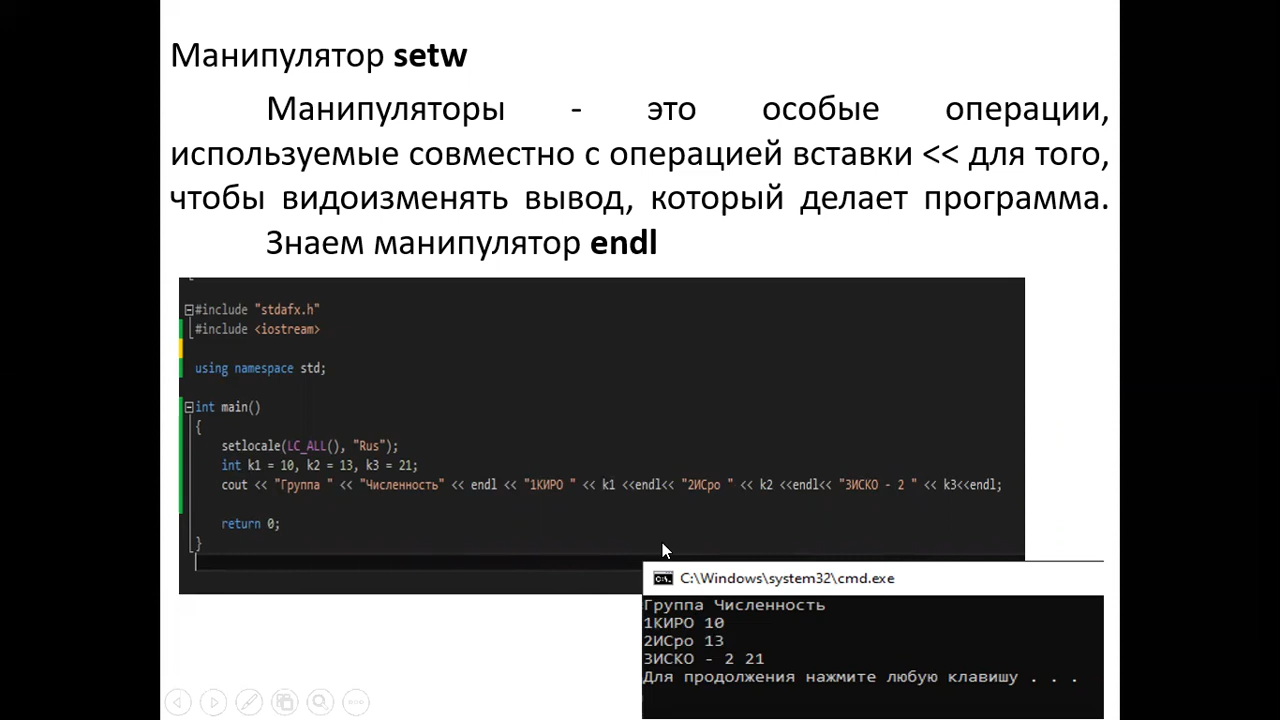 Манипулятор setw
Манипуляторы - это особые операции,
используемые совместно с операцией вставки << для того,
чтобы видоизменять вывод, который делает программа.
Знаем манипулятор endl
#include "stdafx.h"
#include <iostream>
using namespace std;
int main()
{
setlocale(LC_ALL(), "Rus");
int k1 = 10, k2 = 13, k3 = 21;
cout << "Группа " << "Численность" << endl << "1КИРО " << k1 <<endl<< "2ИСро " << k2 <<endl<< "3ИСКО - 2 " << k3<<endl;
return 0;
}
C:\Windows\system32\cmd.exe
Группа Численность
1КИРО 10
2ИСро 13
3ИСКО - 2 21
Для продолжения нажмите любую клавишу . . .